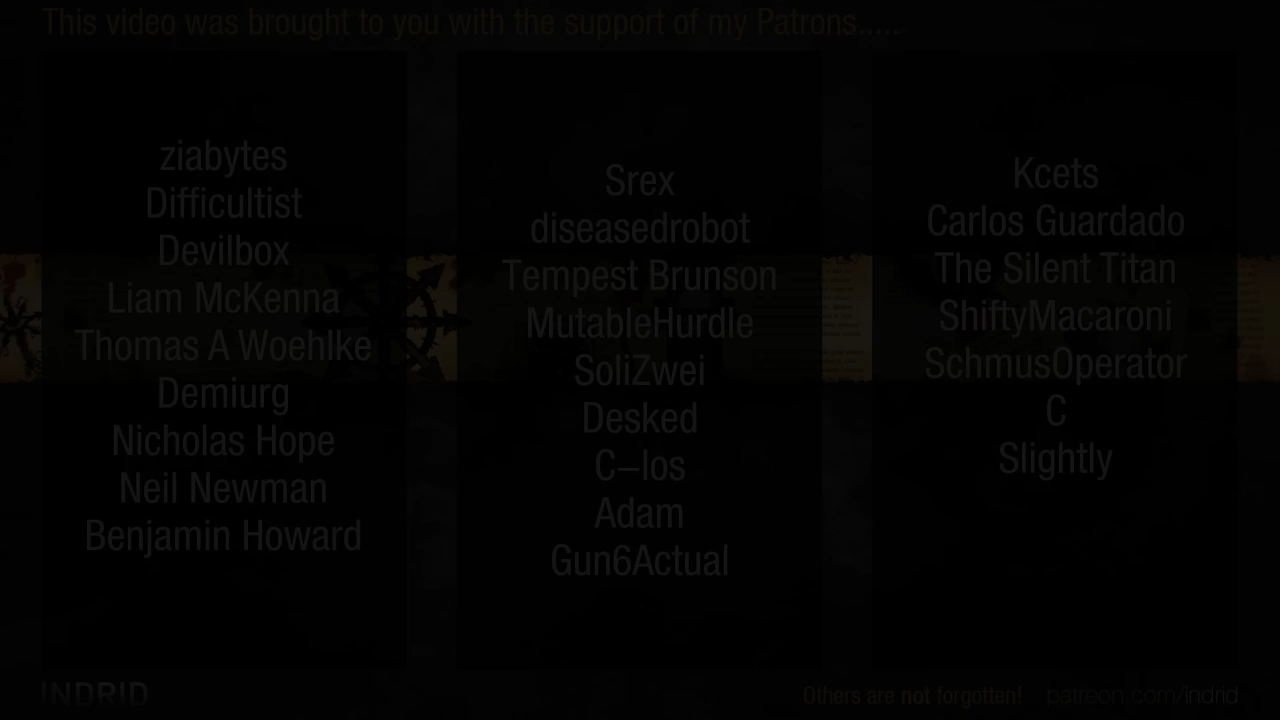 This video was brought to you with the support of my Patrons.....
ziabytes
Difficultist
Devilbox
Liam McKenna
Thomas A Woehlke
Demiurg
Nicholas Hope
Neil Newman
Benjamin Howard
Srex
diseasedrobot
Tempest Brunson
MutableHurdle
SoliZwei
Desked
C–los
Adam
Gun6Actual
Kcets
Carlos Guardado
The Silent Titan
ShiftyMacaroni
SchmusOperator
C
Slightly
INDRID
Others are not forgotten!
patreon.com/indrid